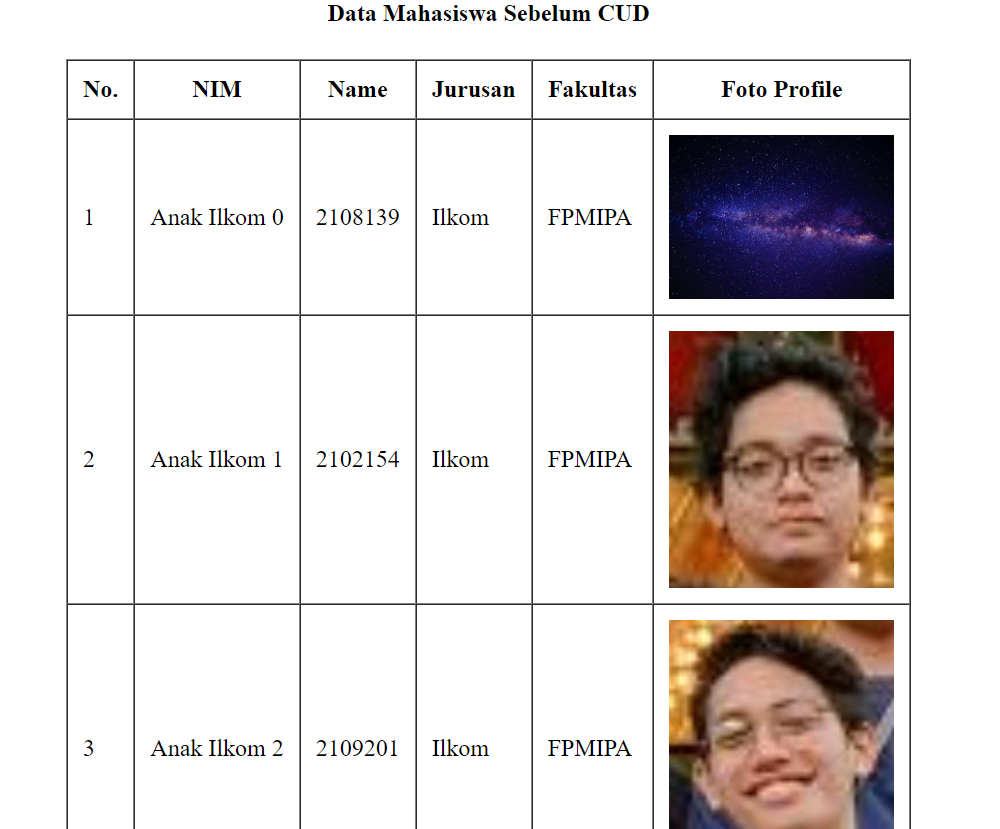 Data Mahasiswa Sebelum CUD
No. NIM Name Jurusan Fakultas Foto Profile
1 Anak Ilkom 0 2108139 Ilkom FPMIPA
2 Anak Ilkom 1 2102154 Ilkom FPMIPA
3 Anak Ilkom 2 2109201 Ilkom FPMIPA